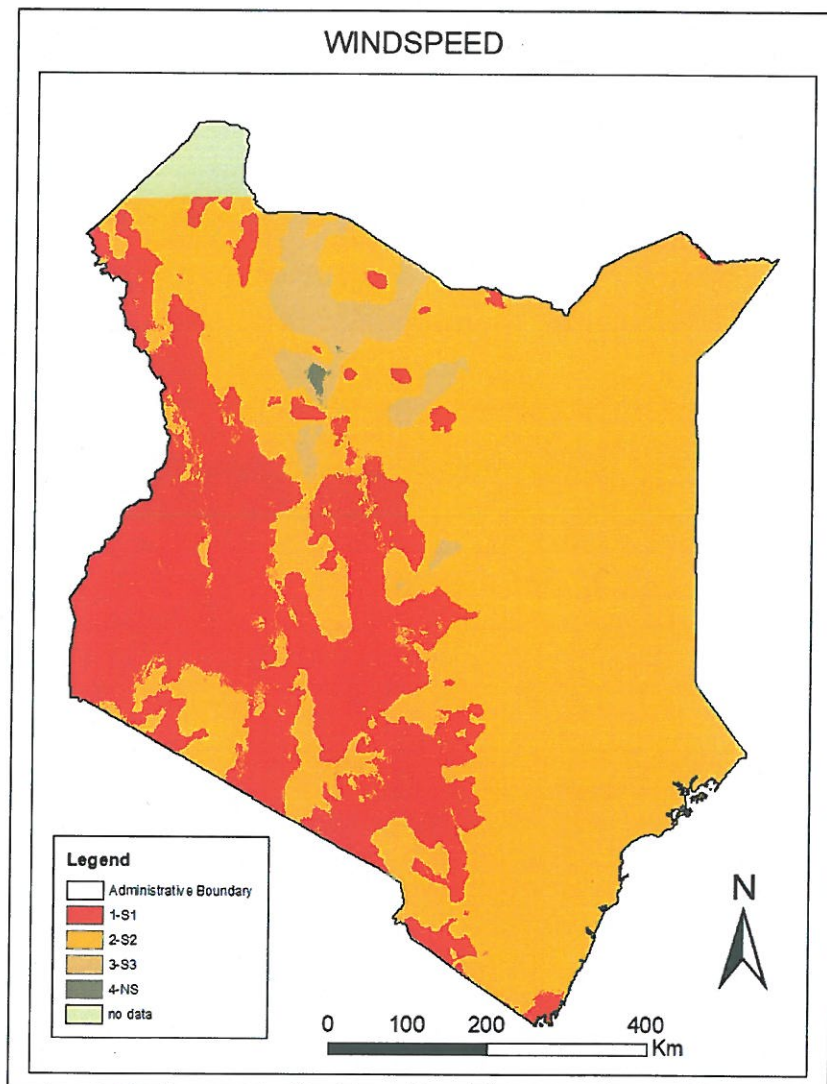 WINDSPEED
Legend
Administrative Boundary
1-S1
2-S2
3-S3
4-NS
no data
N
0 100 200 400
Km